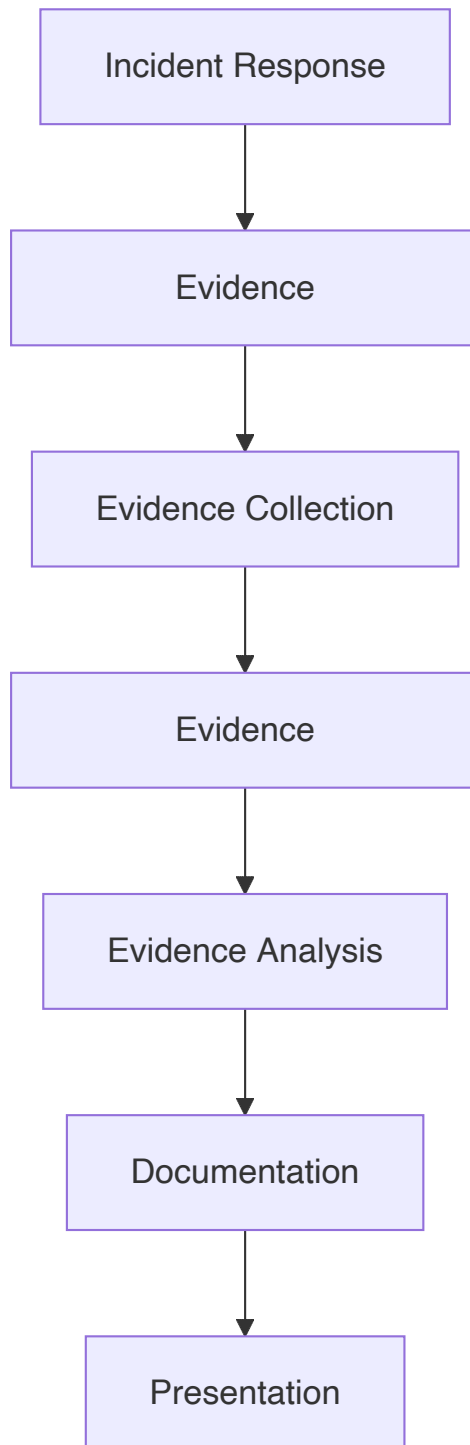 Incident Response
Evidence
Evidence Collection
Evidence
Evidence Analysis
Documentation
Presentation